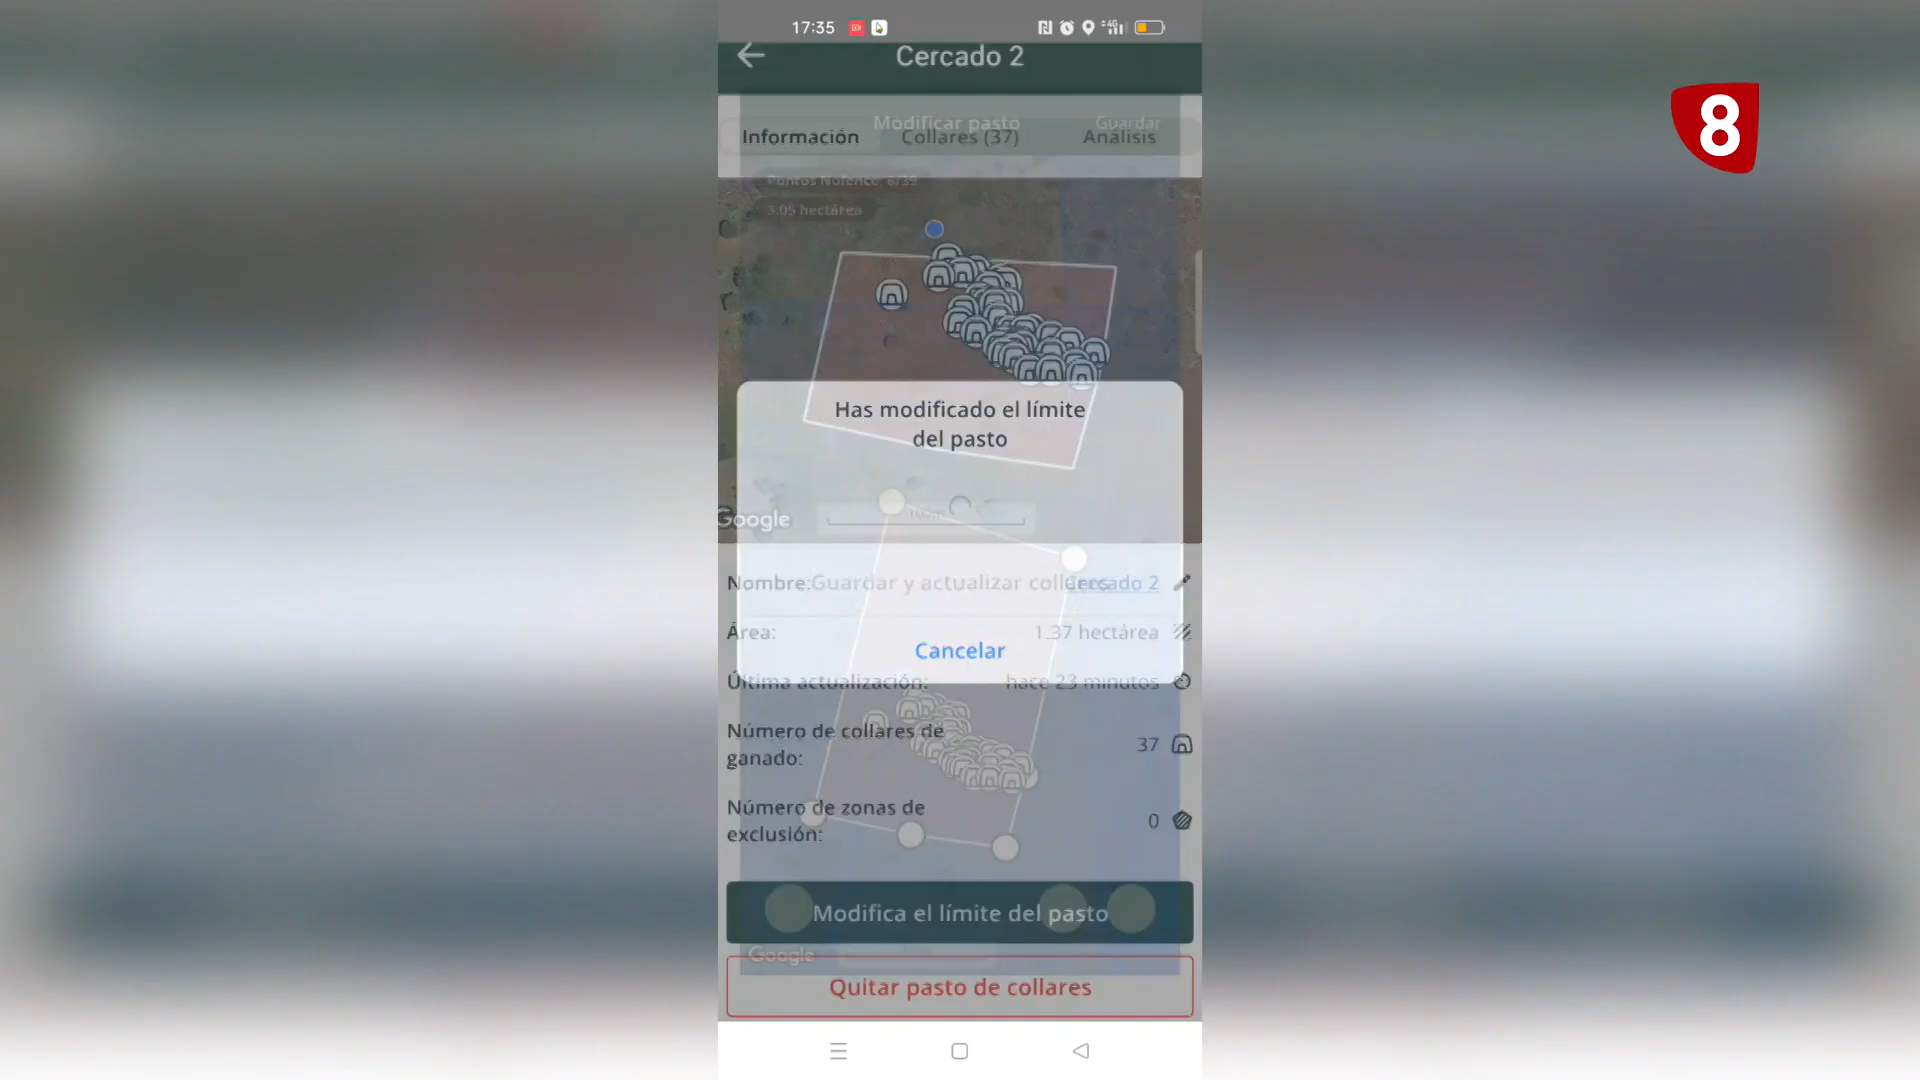 17:35
Cercado 2
8
Modificar pasto
Guardar
Información
Collares (37)
Análisis
Puntos Nofence: 6/39
3.05 hectárea
Has modificado el límite
del pasto
Google
Nombre:
Guardar y actualizar collares
Cercado 2
Área:
1.37 hectárea
Cancelar
Última actualización:
hace 23 minutos
Número de collares de
ganado:
37
Número de zonas de
exclusión:
0
Modifica el límite del pasto
Google
Quitar pasto de collares